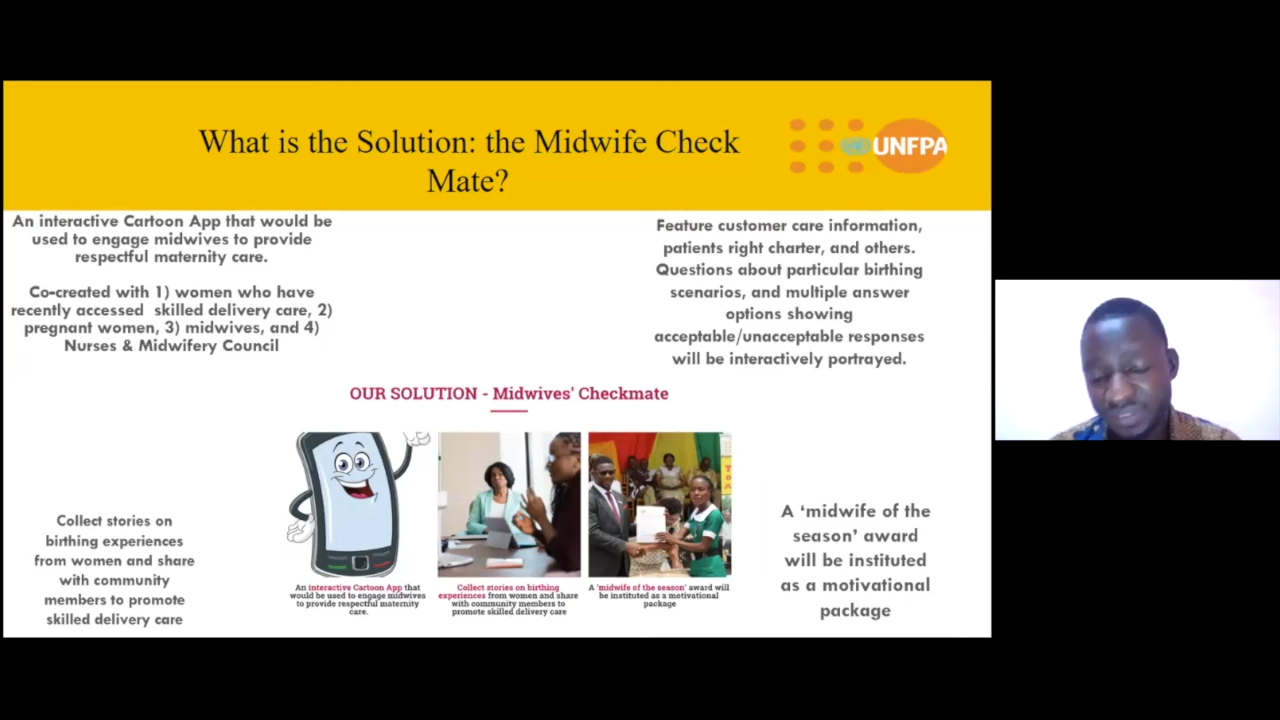 What is the Solution: the Midwife Check
Mate?
UNFPA
An interactive Cartoon App that would be
used to engage midwives to provide
respectful maternity care.
Co-created with 1) women who have
recently accessed skilled delivery care, 2)
pregnant women, 3) midwives, and 4)
Nurses & Midwifery Council
Feature customer care information,
patients right charter, and others.
Questions about particular birthing
scenarios, and multiple answer
options showing
acceptable/unacceptable responses
will be interactively portrayed.
OUR SOLUTION - Midwives' Checkmate
Collect stories on
birthing experiences
from women and share
with community
members to promote
skilled delivery care
An interactive Cartoon App that
would be used to engage midwives
to provide respectful maternity
care.
Collect stories on birthing
experiences from women and share
with community members to
promote skilled delivery care
A 'midwife of the season' award will
be instituted as a motivational
package
A ‘midwife of the
season’ award
will be instituted
as a motivational
package